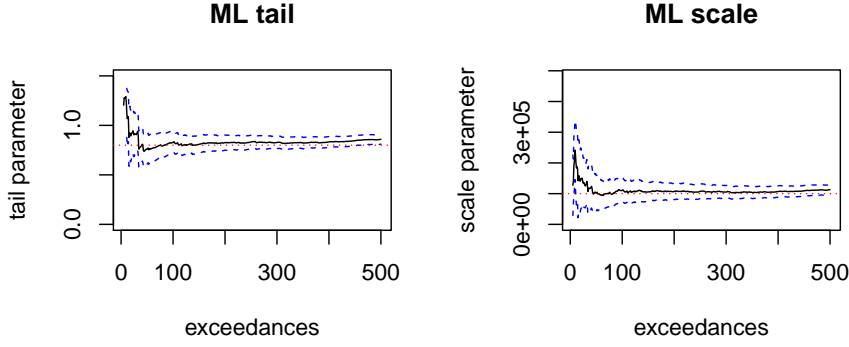 ML tail
tail parameter
0.0
1.0
0
100
300
500
exceedances
ML scale
scale parameter
0e+00
3e+05
0
100
300
500
exceedances